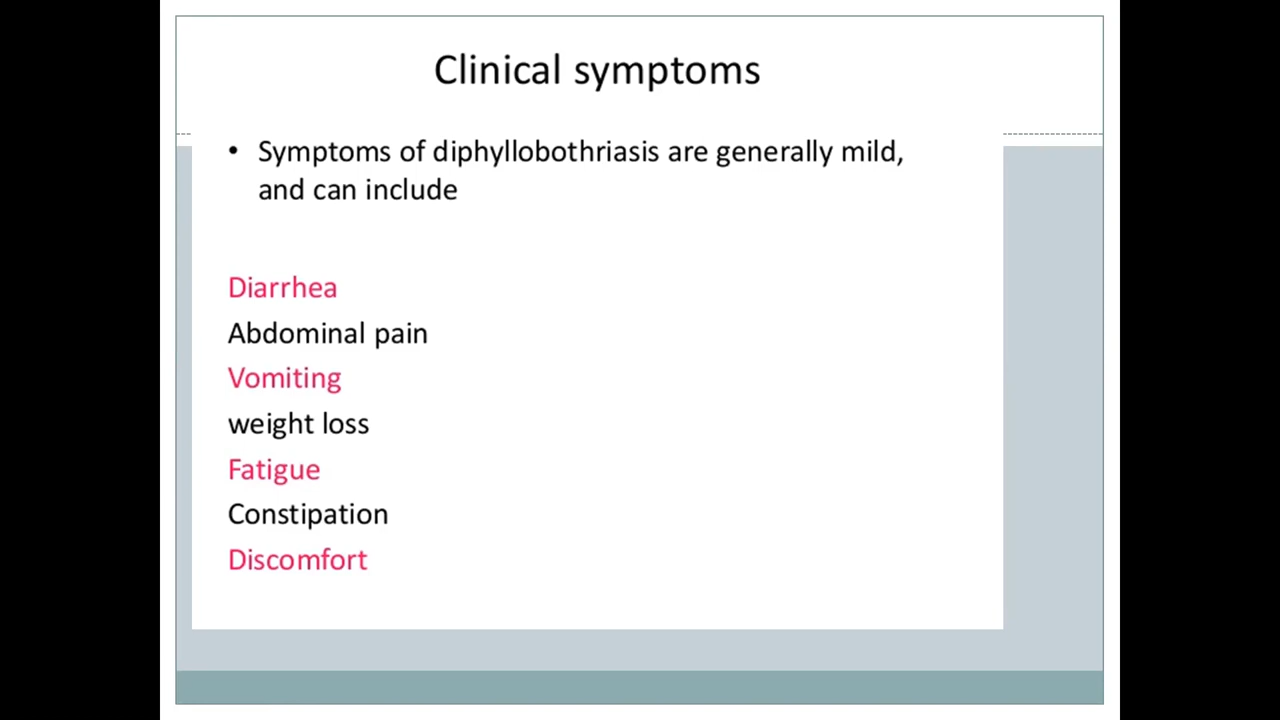 Clinical symptoms
• Symptoms of diphyllobothriasis are generally mild,
and can include
Diarrhea
Abdominal pain
Vomiting
weight loss
Fatigue
Constipation
Discomfort